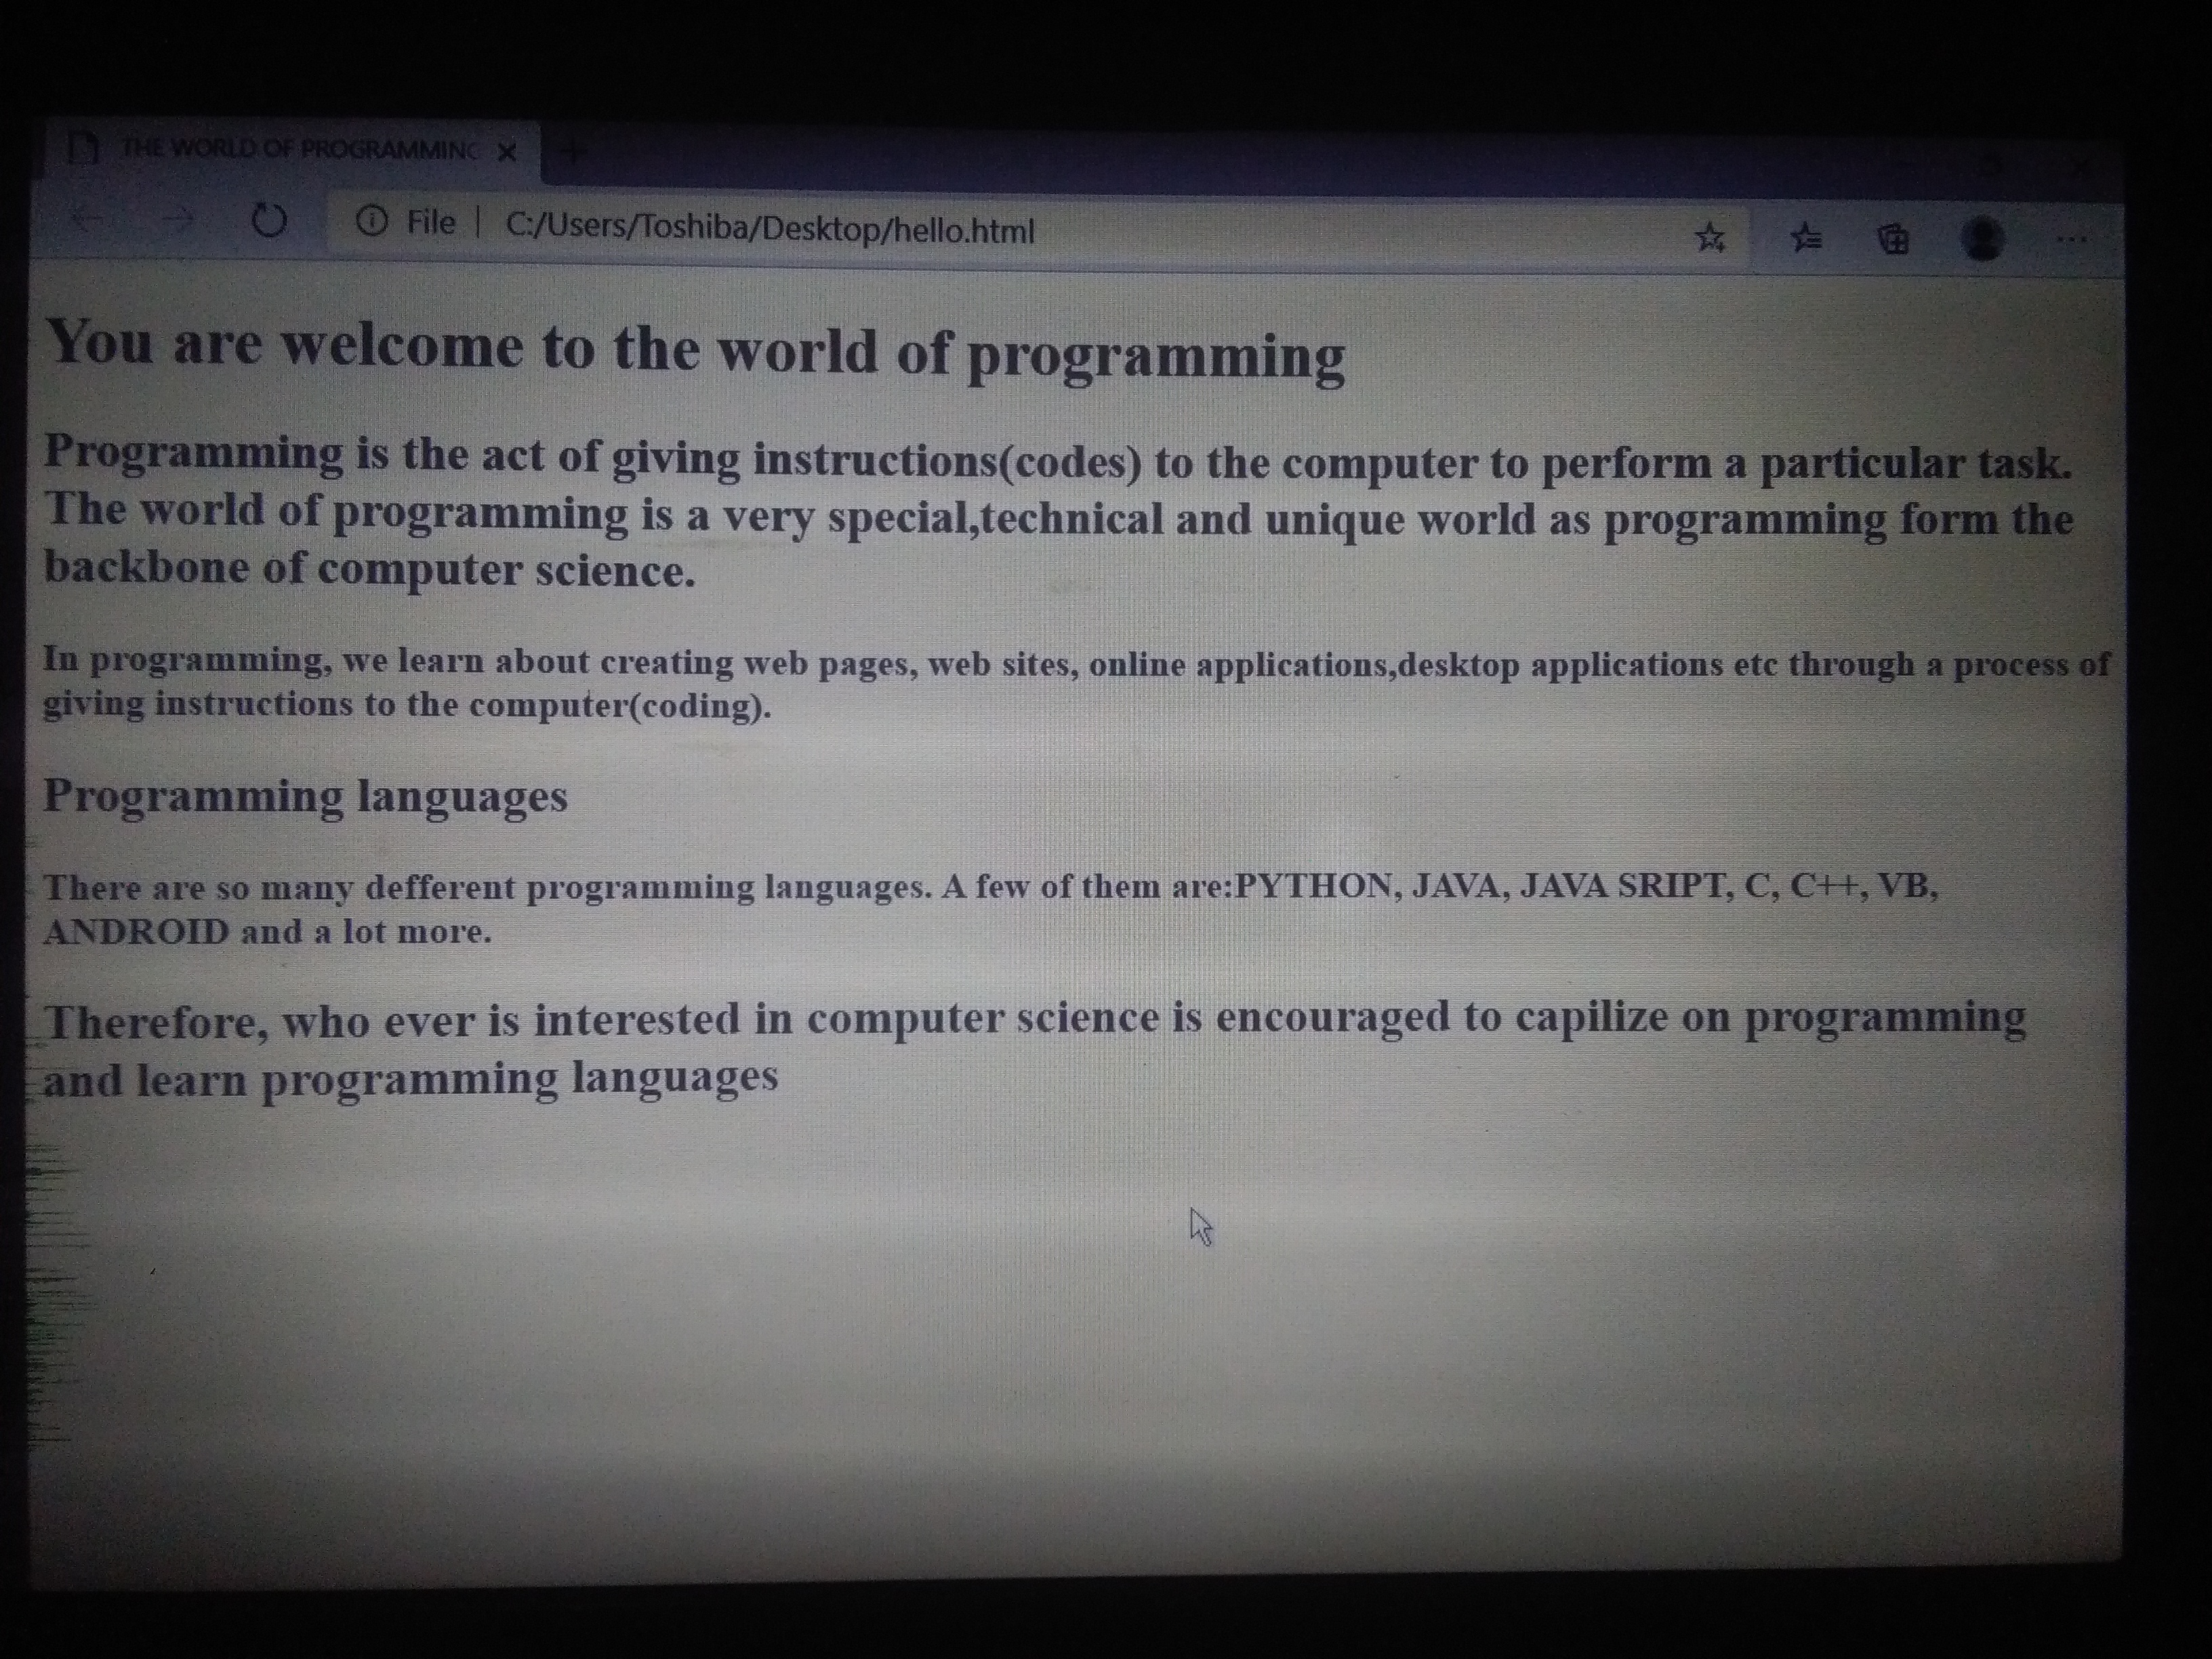 THE WORLD OF PROGRAMMING
File | C:/Users/Toshiba/Desktop/hello.html
You are welcome to the world of programming
Programming is the act of giving instructions(codes) to the computer to perform a particular task.
The world of programming is a very special,technical and unique world as programming form the
backbone of computer science.
In programming, we learn about creating web pages, web sites, online applications,desktop applications etc through a process of
giving instructions to the computer(coding).
Programming languages
There are so many defferent programming languages. A few of them are:PYTHON, JAVA, JAVA SRIPT, C, C++, VB,
ANDROID and a lot more.
Therefore, who ever is interested in computer science is encouraged to capilize on programming
and learn programming languages